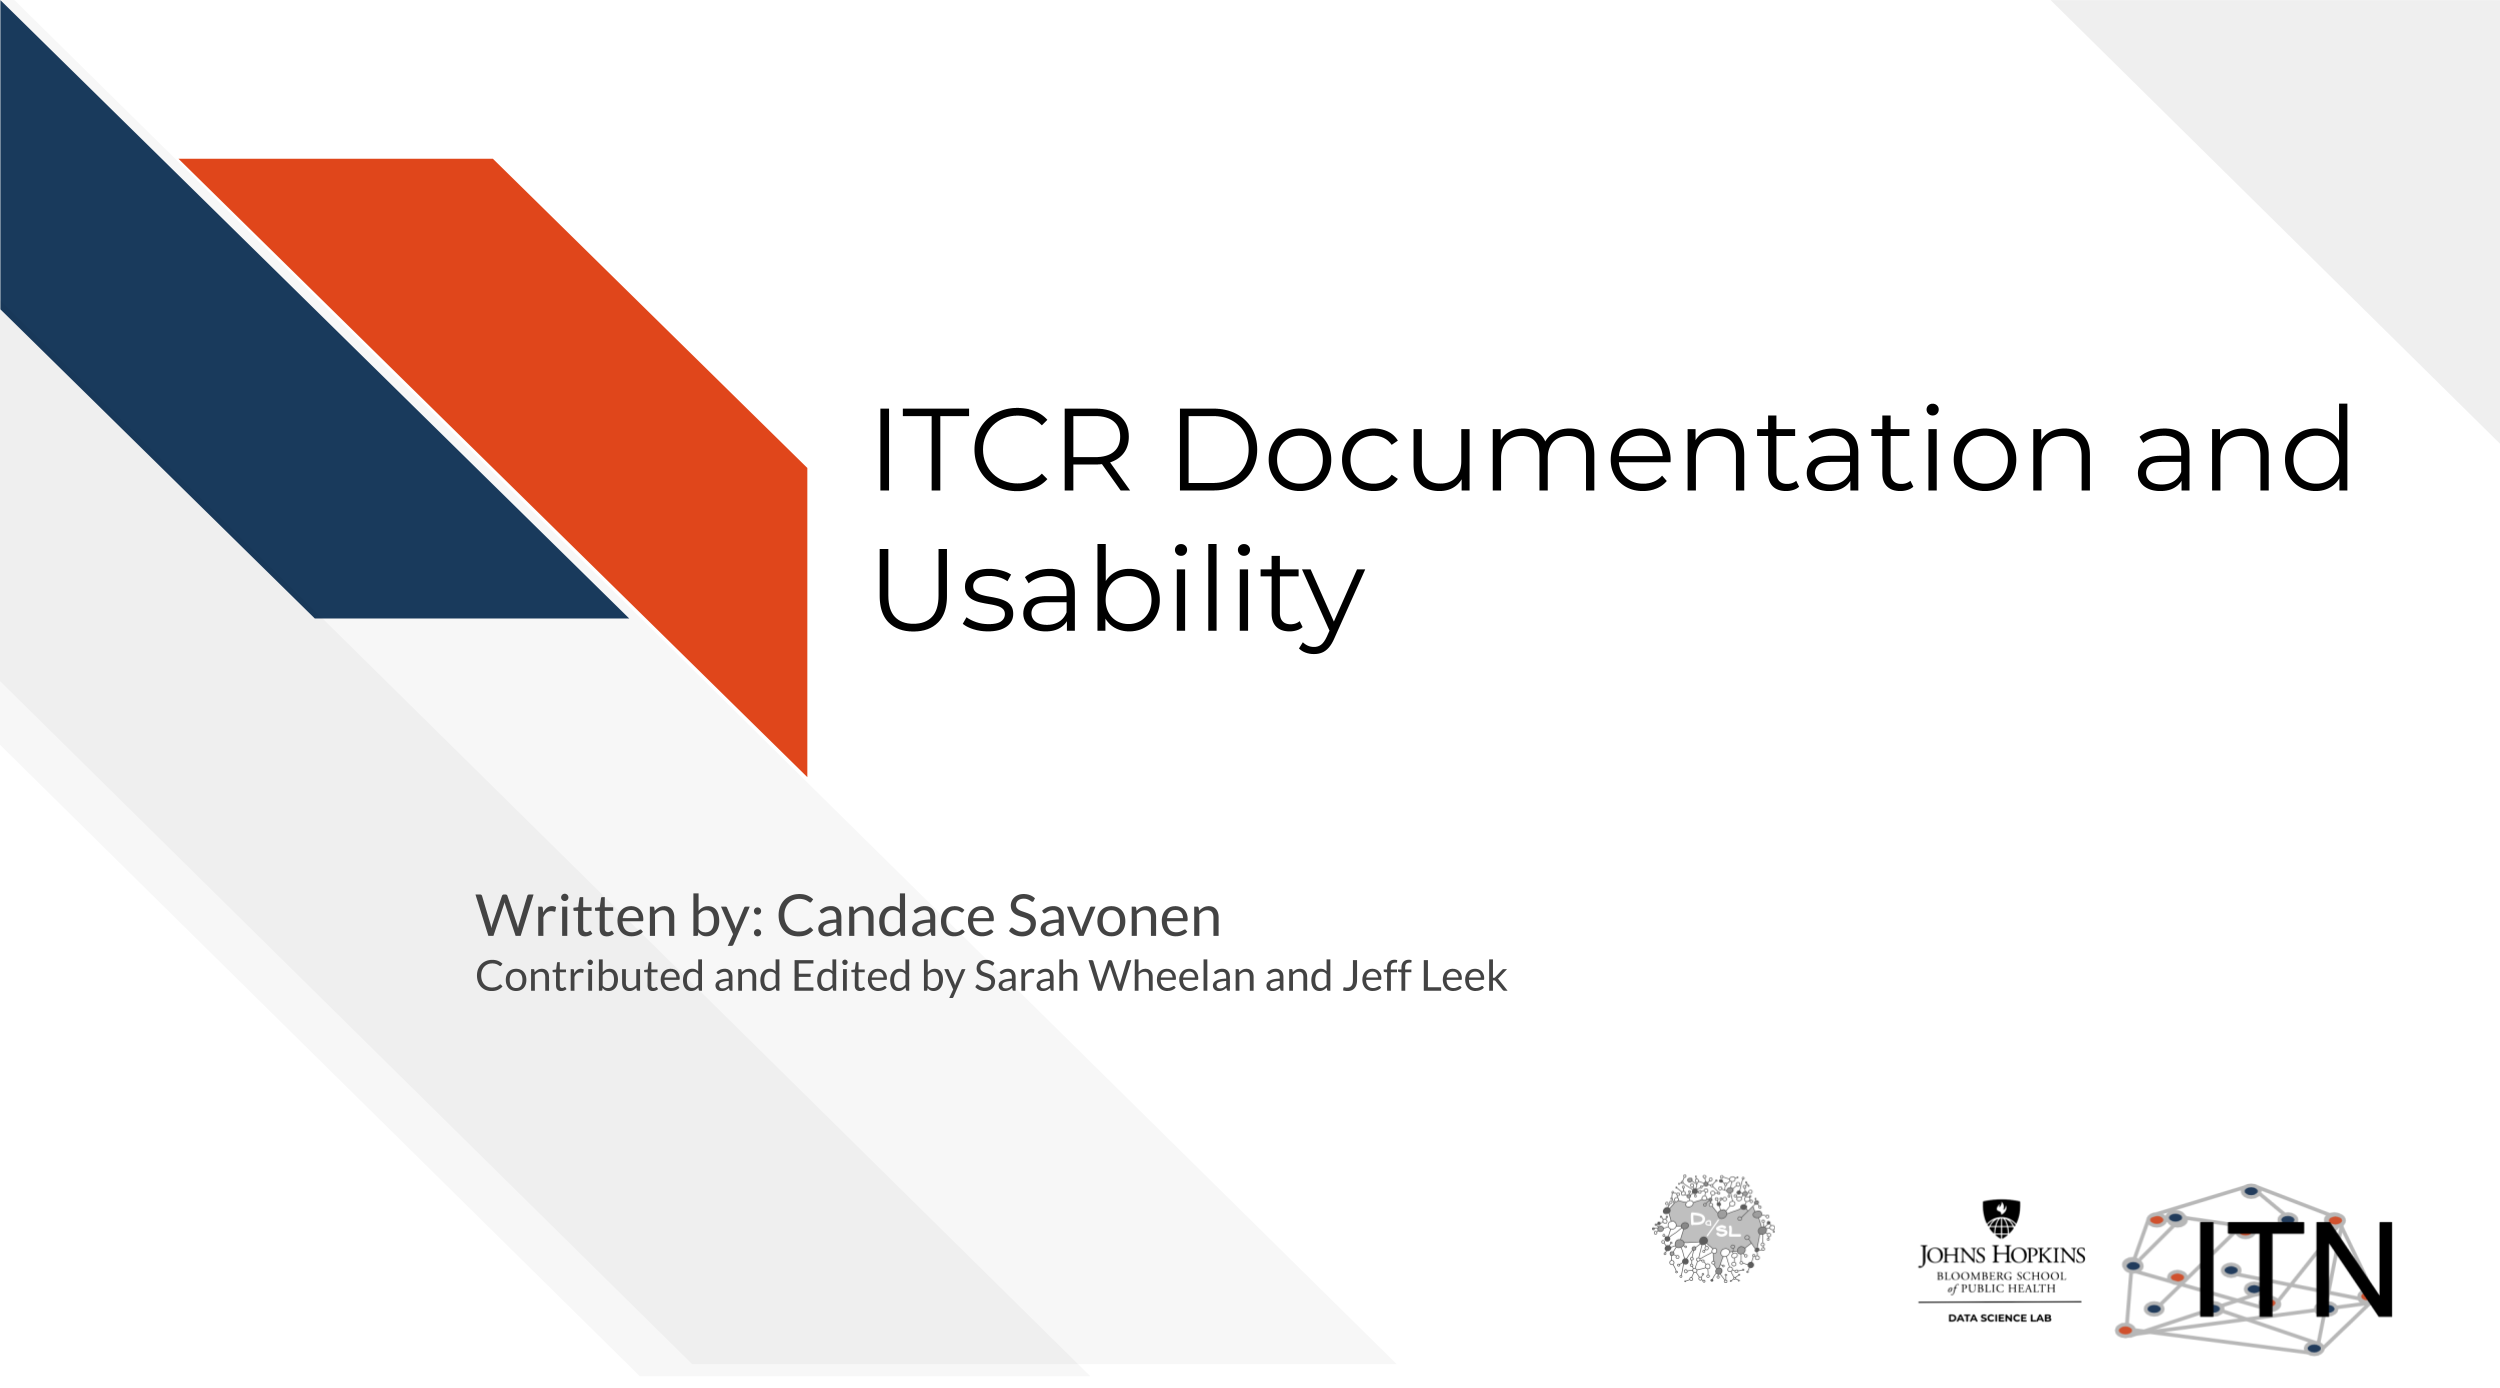 ITCR Documentation and
Usability
Written by: Candace Savonen
Contributed and Edited by Sarah Wheelan and Jeff Leek
DaSL
JOHNS HOPKINS
BLOOMBERG SCHOOL
of PUBLIC HEALTH
DATA SCIENCE LAB
ITN